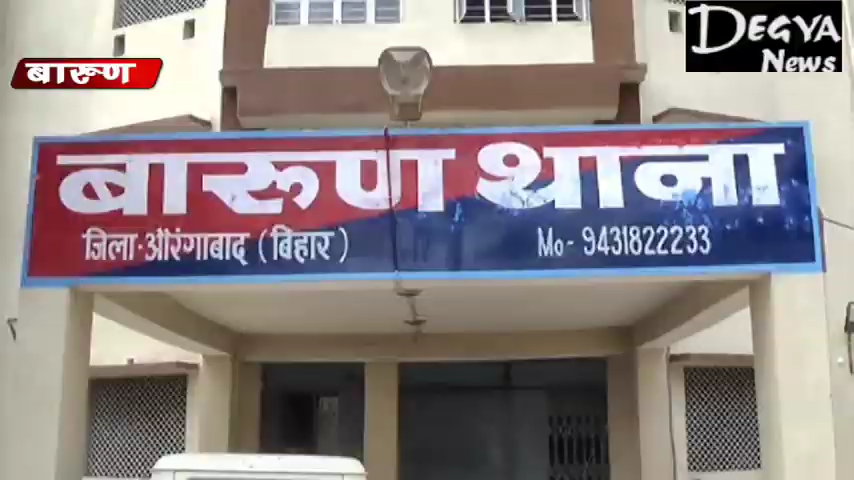 बारूण
DEGYA
News
बारूण थाना
जिला-औरंगाबाद (बिहार)
Mo- 9431822233